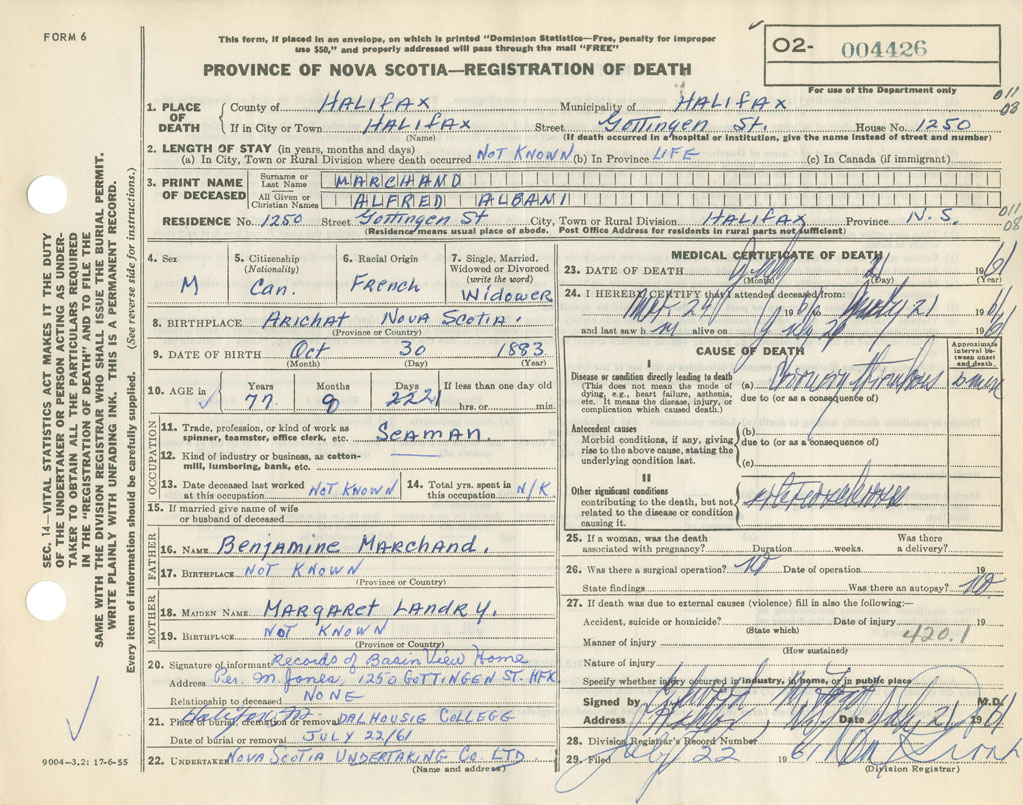 FORM 6
This form, if placed in an envelope, on which is printed "Dominion Statistics—Free, penalty for improper
use $50," and properly addressed will pass through the mail "FREE"
O2- 004426
PROVINCE OF NOVA SCOTIA—REGISTRATION OF DEATH
For use of the Department only
1. PLACE OF DEATH County of HALIFAX Municipality of HALIFAX 011
08
If in City or Town HALIFAX Street Gottingen St. House No. 1250
(Name) (If death occurred in a hospital or institution, give the name instead of street and number)
2. LENGTH OF STAY (in years, months and days)
(a) In City, Town or Rural Division where death occurred NOT KNOWN (b) In Province LIFE (c) In Canada (if immigrant)
3. PRINT NAME OF DECEASED Surname or Last Name MARCHAND
All Given or Christian Names ALFRED ALBANI
RESIDENCE No. 1250 Street Gottingen St City, Town or Rural Division HALIFAX Province N.S. 011
08
(Residence means usual place of abode. Post Office Address for residents in rural parts not sufficient)
4. Sex M
5. Citizenship (Nationality) Can.
6. Racial Origin French
7. Single, Married, Widowed or Divorced (write the word) Widower
8. BIRTHPLACE Arichat Nova Scotia.
(Province or Country)
9. DATE OF BIRTH Oct 30 1883
(Month) (Day) (Year)
10. AGE in Years Months Days If less than one day old
77 9 hrs. or min.
OCCUPATION
11. Trade, profession, or kind of work as spinner, teamster, office clerk, etc. Seaman.
12. Kind of industry or business, as cotton-mill, lumbering, bank, etc.
13. Date deceased last worked at this occupation NOT KNOWN
14. Total yrs. spent in this occupation N/K
15. If married give name of wife or husband of deceased
FATHER
16. NAME Benjamine Marchand.
17. BIRTHPLACE NOT KNOWN
(Province or Country)
MOTHER
18. MAIDEN NAME MARGARET LANDRY.
19. BIRTHPLACE NOT KNOWN
(Province or Country)
20. Signature of informant Records of Basin View Home
Address Per. M. Jones, 1250 GOTTINGEN ST. HFX
Relationship to deceased NONE
21. Place of burial, cremation or removal DALHOUSIE COLLEGE
Date of burial or removal JULY 22/61
22. UNDERTAKER NOVA SCOTIA UNDERTAKING CO. LTD
(Name and address)
MEDICAL CERTIFICATE OF DEATH
23. DATE OF DEATH July 21 1961
(Month) (Day) (Year)
24. I HEREBY CERTIFY that I attended deceased from:
24 1961 to July 21 1961
and last saw h m alive on July 1961
CAUSE OF DEATH
Approximate interval between onset and death
I
Disease or condition directly leading to death
(This does not mean the mode of dying, e.g., heart failure, asthenia, etc. It means the disease, injury, or complication which caused death.)
(a) Coronary thrombosis
due to (or as a consequence of)
Antecedent causes
Morbid conditions, if any, giving rise to the above cause, stating the underlying condition last.
(b)
due to (or as a consequence of)
(c)
II
Other significant conditions
contributing to the death, but not related to the disease or condition causing it.
25. If a woman, was the death associated with pregnancy? Duration weeks. Was there a delivery?
26. Was there a surgical operation? No Date of operation 19
State findings Was there an autopsy? No
27. If death was due to external causes (violence) fill in also the following:—
Accident, suicide or homicide? Date of injury 19
(State which)
420.1
Manner of injury
(How sustained)
Nature of injury
Specify whether injury occurred in industry, in home, or in public place
Signed by M.D.
Address Halifax, N.S. Date July 21 1961
28. Division Registrar's Record Number
29. Filed July 22 1961
(Division Registrar)
SEC. 14—VITAL STATISTICS ACT MAKES IT THE DUTY
OF THE UNDERTAKER OR PERSON ACTING AS UNDER-
TAKER TO OBTAIN ALL THE PARTICULARS REQUIRED
IN THE "REGISTRATION OF DEATH" AND TO FILE THE
SAME WITH THE DIVISION REGISTRAR WHO SHALL ISSUE THE BURIAL PERMIT.
WRITE PLAINLY WITH UNFADING INK. THIS IS A PERMANENT RECORD.
Every item of information should be carefully supplied. (See reverse side for instructions.)
9004—3.2: 17-6-55